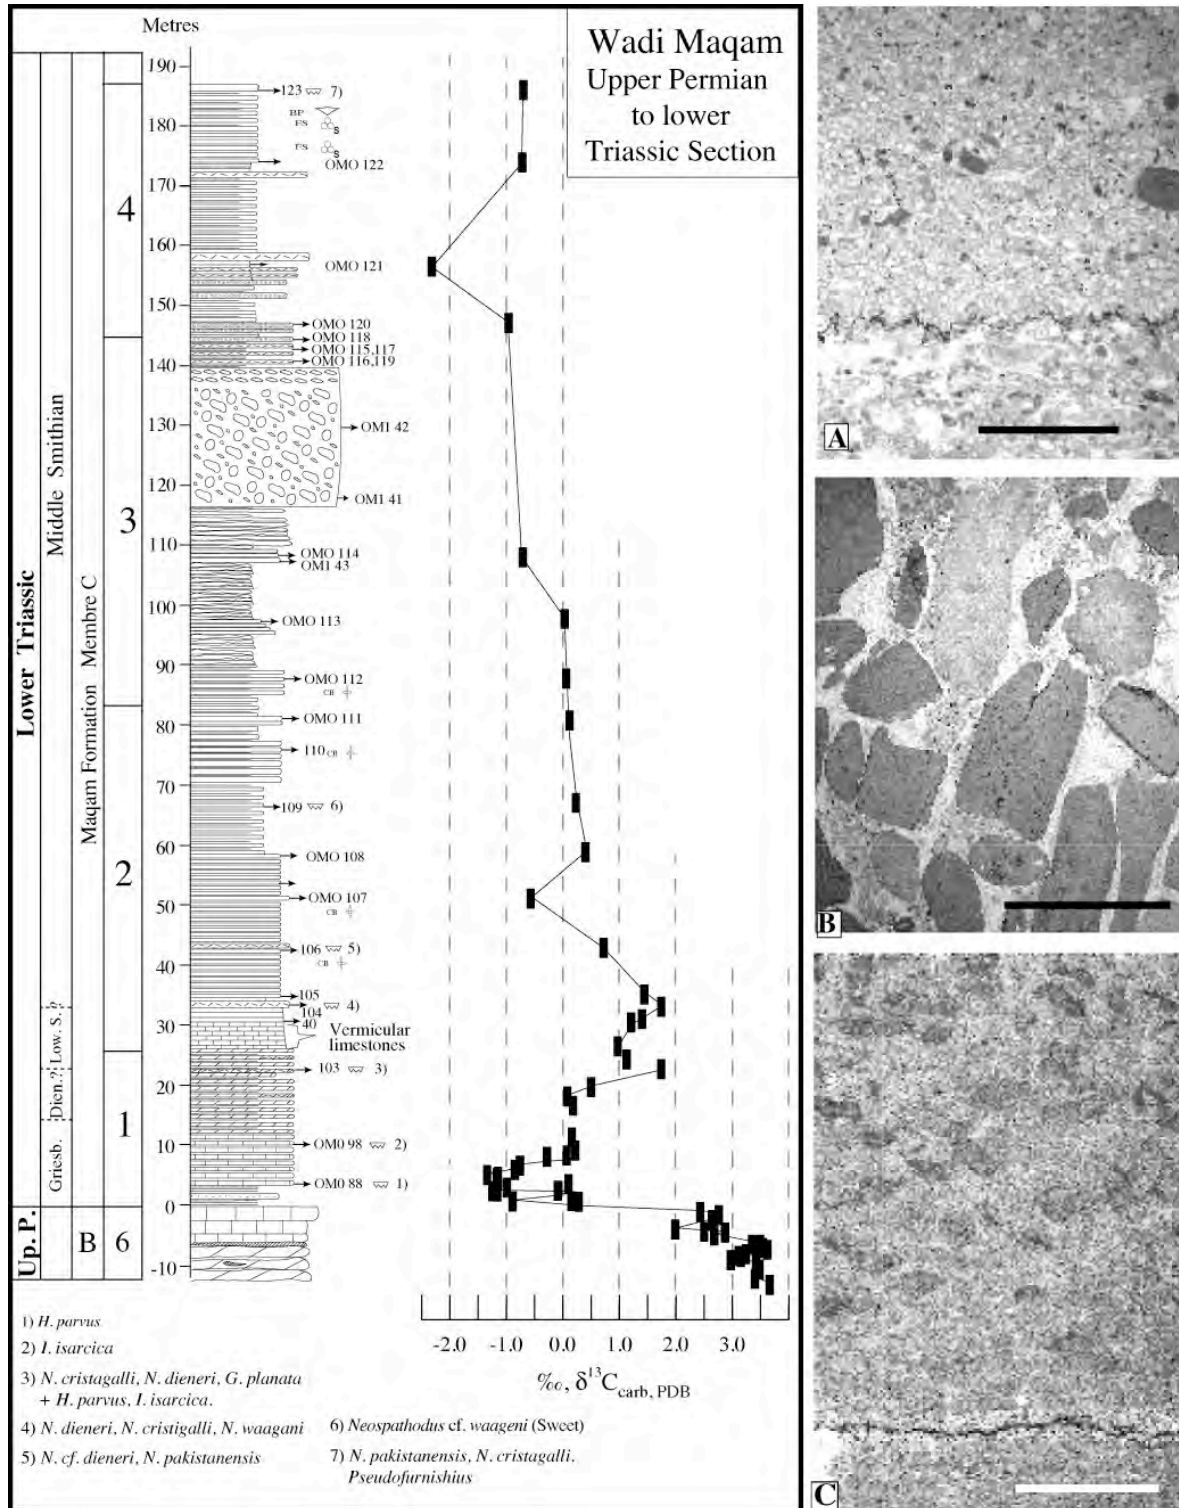 Metres
Wadi Maqam
Upper Permian
to lower
Triassic Section
190
180
170
160
150
140
130
120
110
100
90
80
70
60
50
40
30
20
10
0
-10
Lower Triassic
Up. P.
Middle Smithian
Low. S.?
Dien.?
Griesb.
Maqam Formation Membre C
B
4
3
2
1
6
123 7)
BP
FS S
FS S
OMO 122
OMO 121
OMO 120
OMO 118
OMO 115,117
OMO 116,119
OM1 42
OM1 41
OMO 114
OM1 43
OMO 113
OMO 112
CB
OMO 111
110 CB
109 6)
OMO 108
OMO 107
CB
106 5)
CB
105
4)
104
40
Vermicular
limestones
103 3)
OM0 98 2)
OM0 88 1)
-2.0 -1.0 0.0 1.0 2.0 3.0
‰, δ13Ccarb, PDB
1) H. parvus
2) I. isarcica
3) N. cristagalli, N. dieneri, G. planata
+ H. parvus, I. isarcica.
4) N. dieneri, N. cristigalli, N. waagani
5) N. cf. dieneri, N. pakistanensis
6) Neospathodus cf. waageni (Sweet)
7) N. pakistanensis, N. cristagalli,
Pseudofurnishius
A
B
C